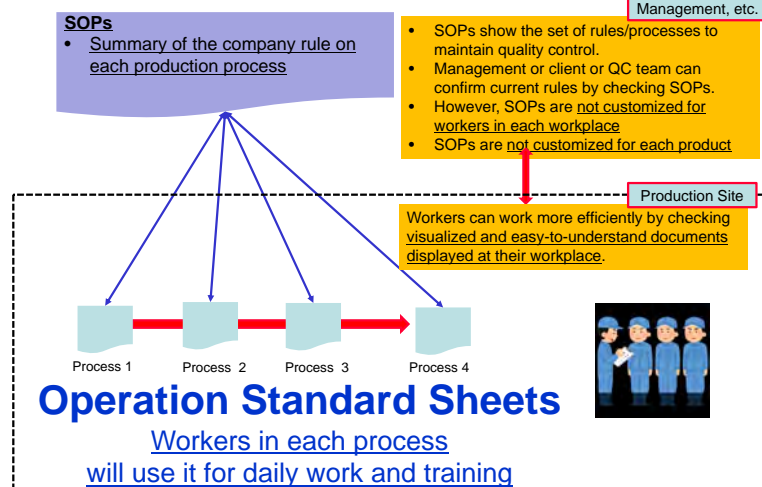 Management, etc.
SOPs
• Summary of the company rule on
each production process
• SOPs show the set of rules/processes to
maintain quality control.
• Management or client or QC team can
confirm current rules by checking SOPs.
• However, SOPs are not customized for
workers in each workplace
• SOPs are not customized for each product
Production Site
Workers can work more efficiently by checking
visualized and easy-to-understand documents
displayed at their workplace.
Process 1
Process 2
Process 3
Process 4
Operation Standard Sheets
Workers in each process
will use it for daily work and training